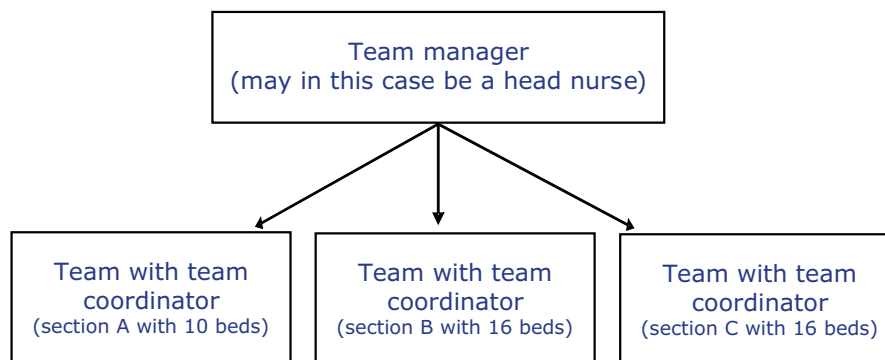 Team manager
(may in this case be a head nurse)
Team with team
coordinator
(section A with 10 beds)
Team with team
coordinator
(section B with 16 beds)
Team with team
coordinator
(section C with 16 beds)